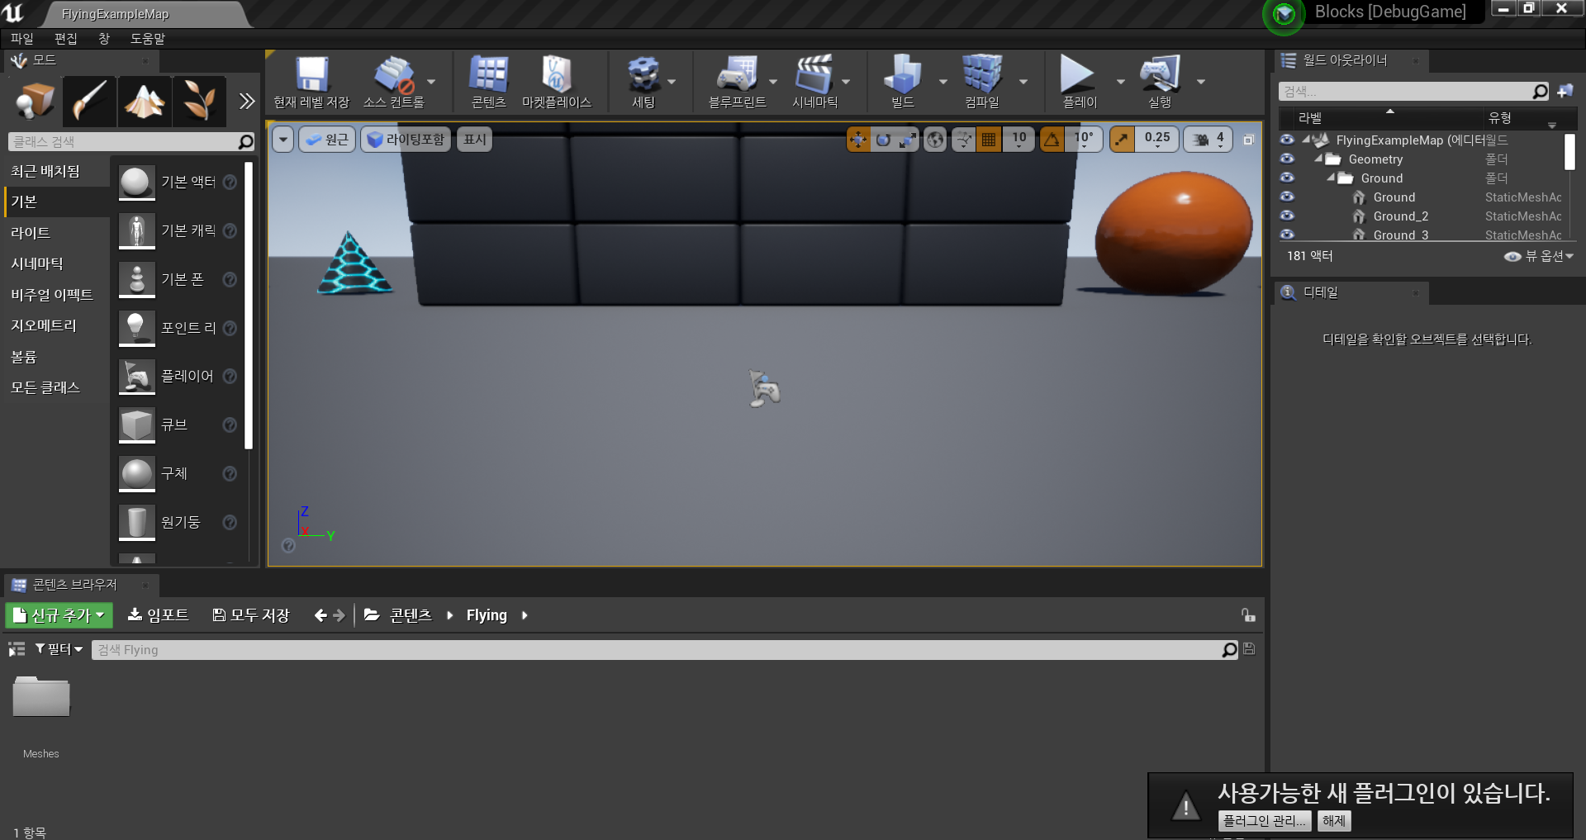 FlyingExampleMap
Blocks [DebugGame]
파일 편집 창 도움말
모드
월드 아웃라이너
현재 레벨 저장 소스 컨트롤 콘텐츠 마켓플레이스 세팅 블루프린트 시네마틱 빌드 컴파일 플레이 실행
검색...
라벨 유형
클래스 검색
원근 라이팅포함 표시 10 10° 0.25 4
FlyingExampleMap (에디터 월드
Geometry 폴더
Ground 폴더
Ground StaticMeshAc
Ground_2 StaticMeshAc
Ground_3 StaticMeshAc
181 액터 뷰 옵션
디테일
디테일을 확인할 오브젝트를 선택합니다.
최근 배치됨
기본
라이트
시네마틱
비주얼 이펙트
지오메트리
볼륨
모든 클래스
기본 액터
기본 캐릭
기본 폰
포인트 라
플레이어
큐브
구체
원기둥
Z
X
Y
콘텐츠 브라우저
신규 추가 임포트 모두 저장 콘텐츠 Flying
필터 검색 Flying
Meshes
1 항목
사용가능한 새 플러그인이 있습니다.
플러그인 관리... 해제